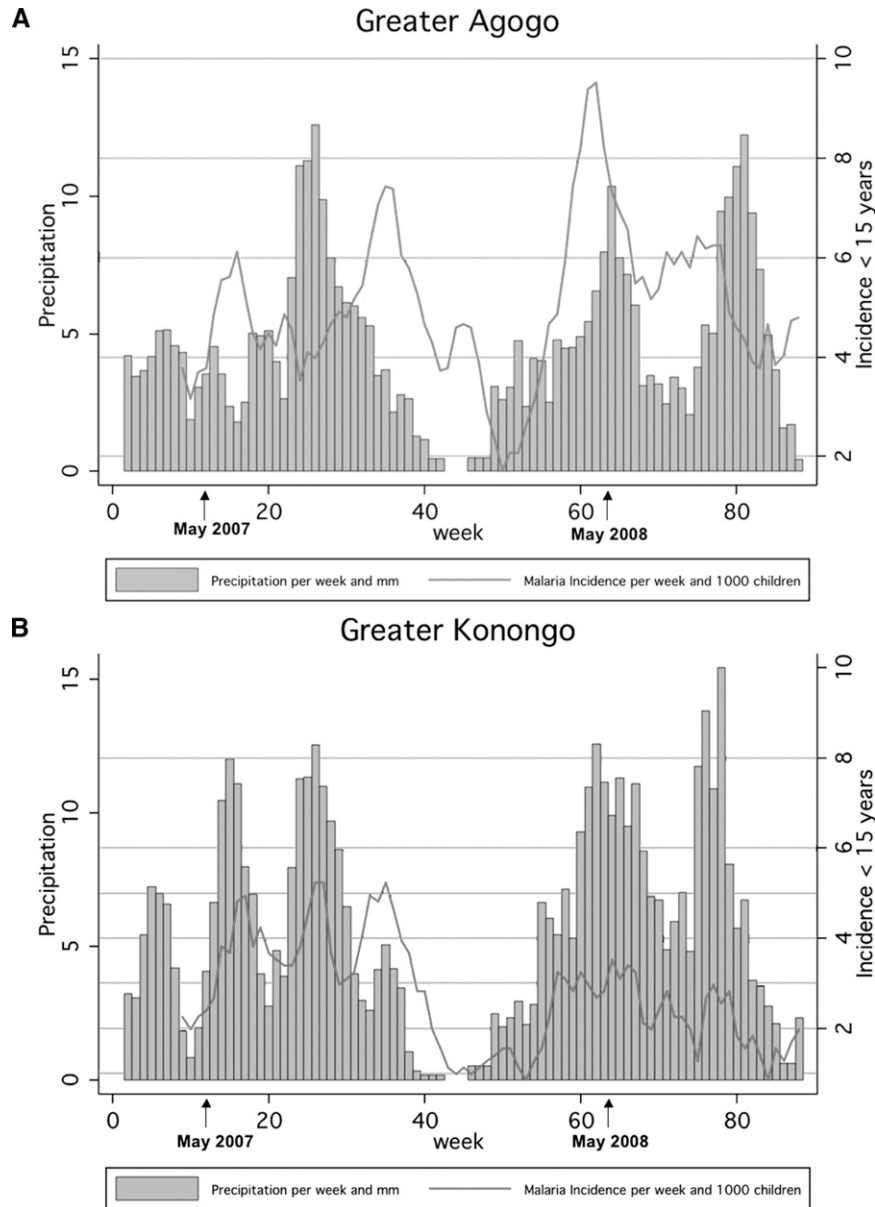 A
Greater Agogo
15
10
5
0
Precipitation
10
8
6
4
2
Incidence < 15 years
0
20
40
60
80
May 2007
week
May 2008
Precipitation per week and mm
Malaria Incidence per week and 1000 children
B
Greater Konongo
15
10
5
0
Precipitation
10
8
6
4
2
Incidence < 15 years
0
20
40
60
80
May 2007
week
May 2008
Precipitation per week and mm
Malaria Incidence per week and 1000 children